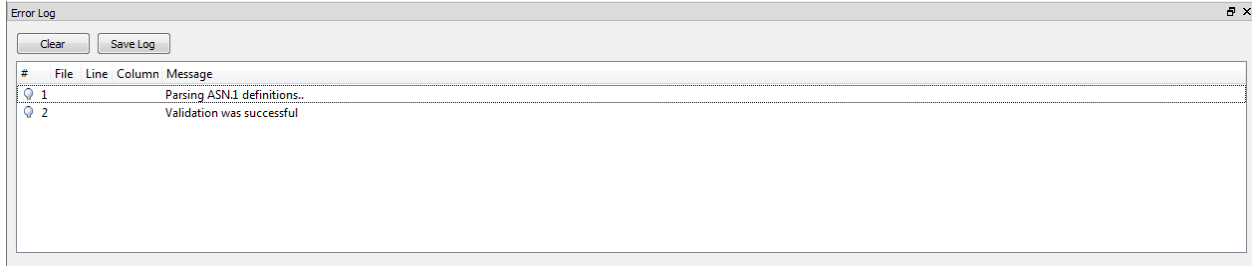 Error Log
Clear Save Log
# File Line Column Message
1 Parsing ASN.1 definitions..
2 Validation was successful